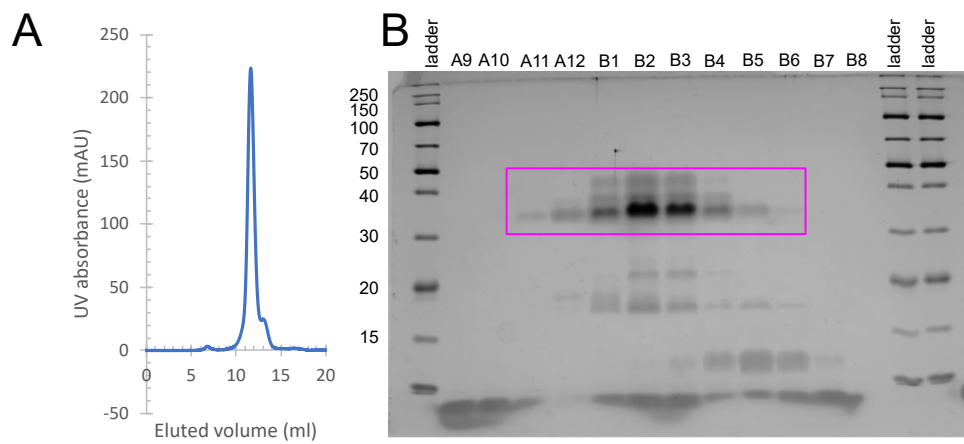 A
UV absorbance (mAU)
250
200
150
100
50
0
-50
0 5 10 15 20
Eluted volume (ml)
B
ladder A9 A10 A11 A12 B1 B2 B3 B4 B5 B6 B7 B8 ladder ladder
250
150
100
70
50
40
30
20
15